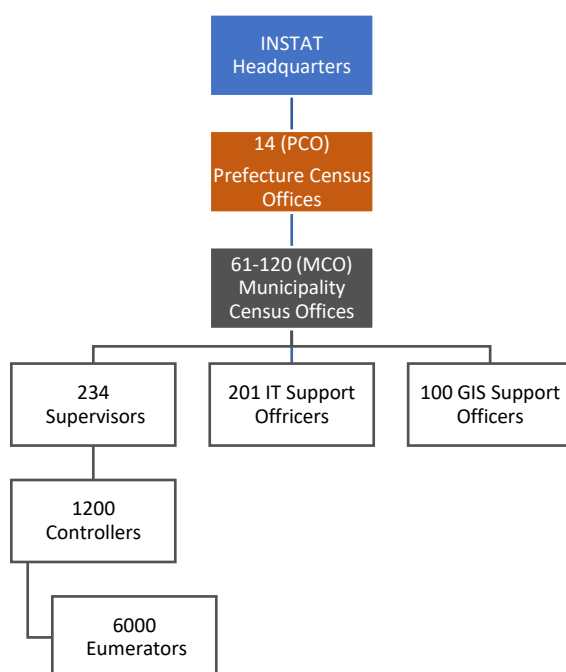 INSTAT
Headquarters
14 (PCO)
Prefecture Census
Offices
61-120 (MCO)
Municipality
Census Offices
234
Supervisors
201 IT Support
Offricers
100 GIS Support
Officers
1200
Controllers
6000
Eumerators